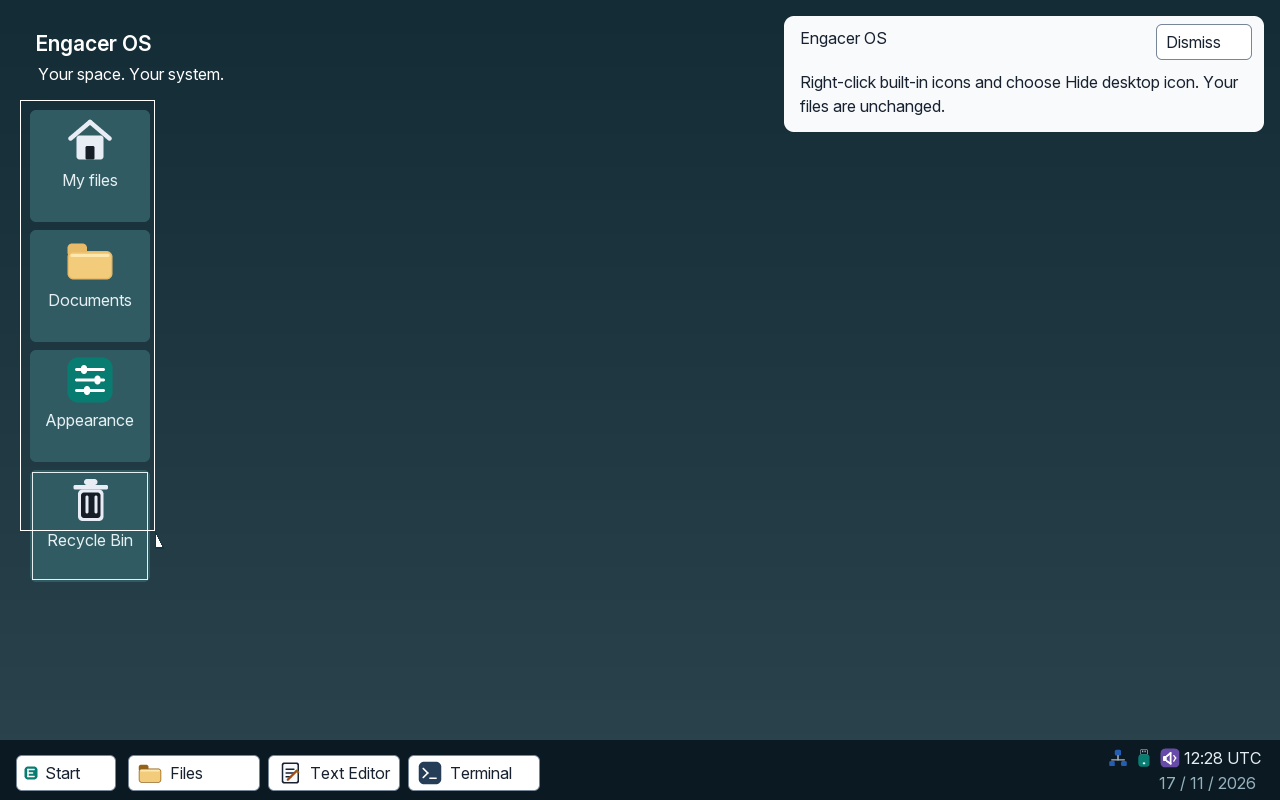 Engacer OS
Your space. Your system.
Engacer OS
Dismiss
Right-click built-in icons and choose Hide desktop icon. Your
files are unchanged.
My files
Documents
Appearance
Recycle Bin
Start
Files
Text Editor
Terminal
12:28 UTC
17 / 11 / 2026